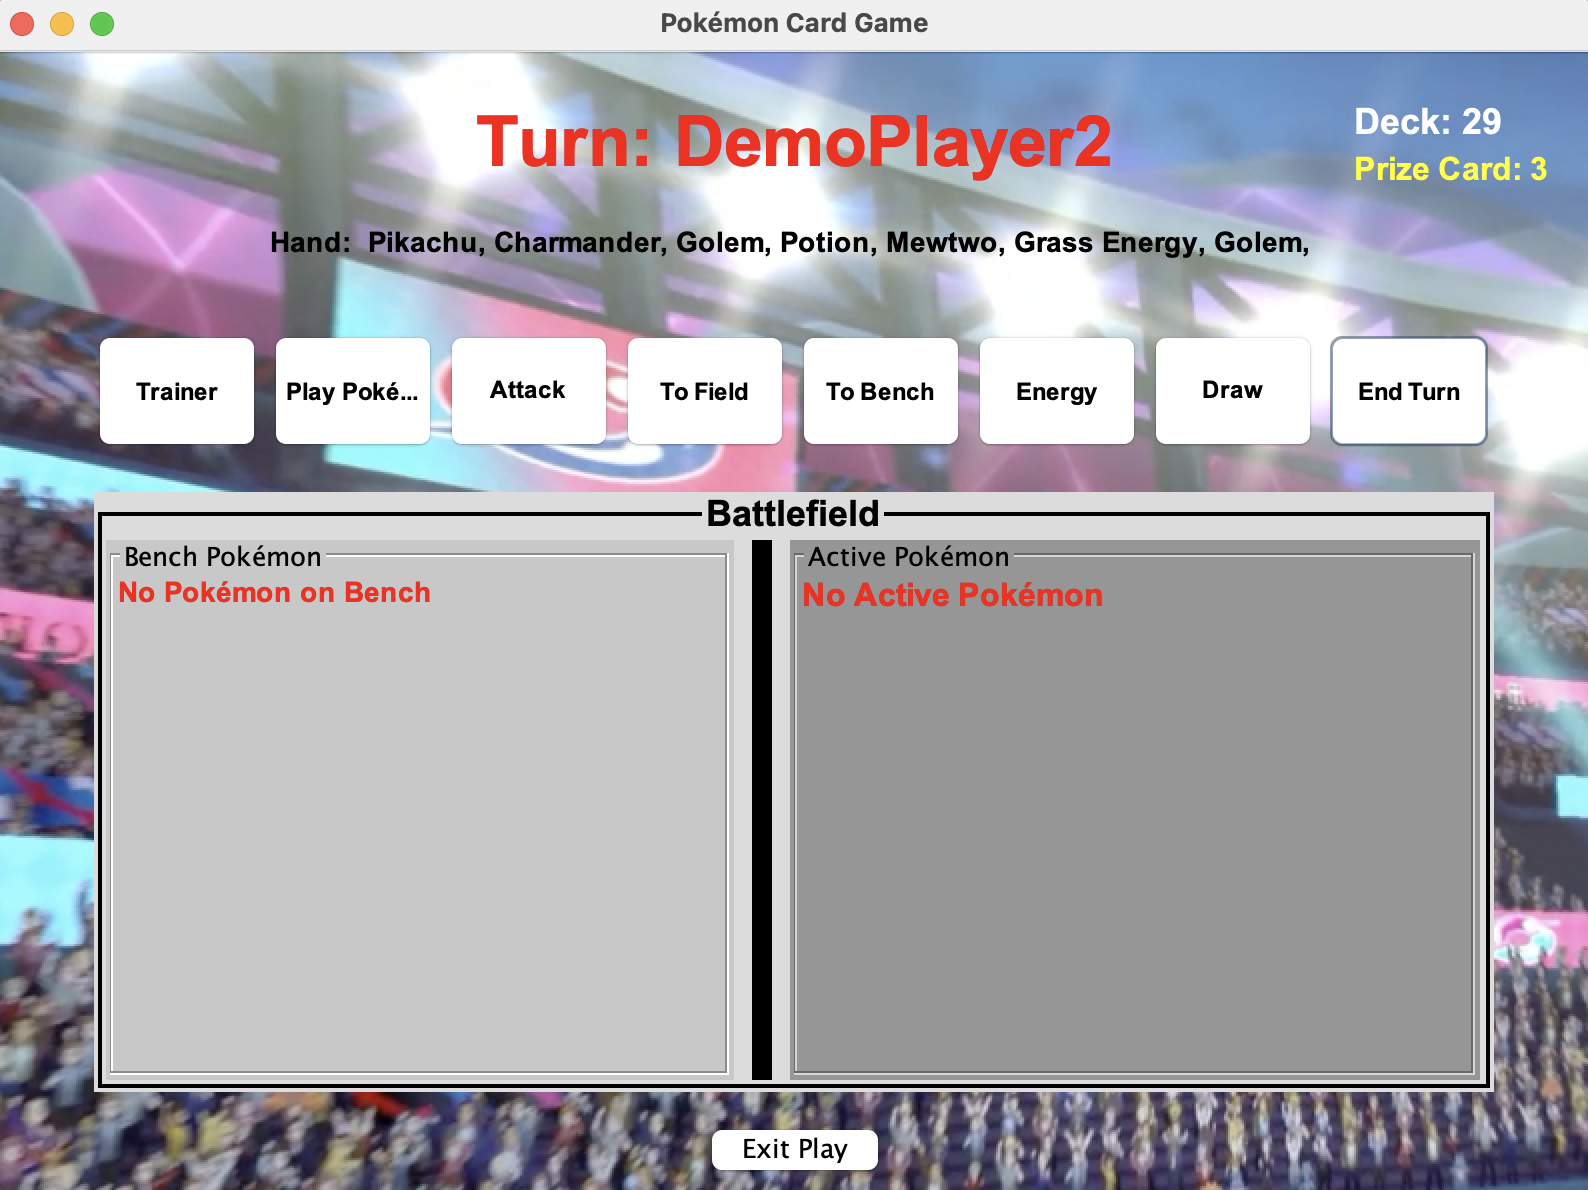 Pokémon Card Game
Turn: DemoPlayer2
Deck: 29
Prize Card: 3
Hand: Pikachu, Charmander, Golem, Potion, Mewtwo, Grass Energy, Golem,
Trainer
Play Poké...
Attack
To Field
To Bench
Energy
Draw
End Turn
Battlefield
Bench Pokémon
No Pokémon on Bench
Active Pokémon
No Active Pokémon
Exit Play